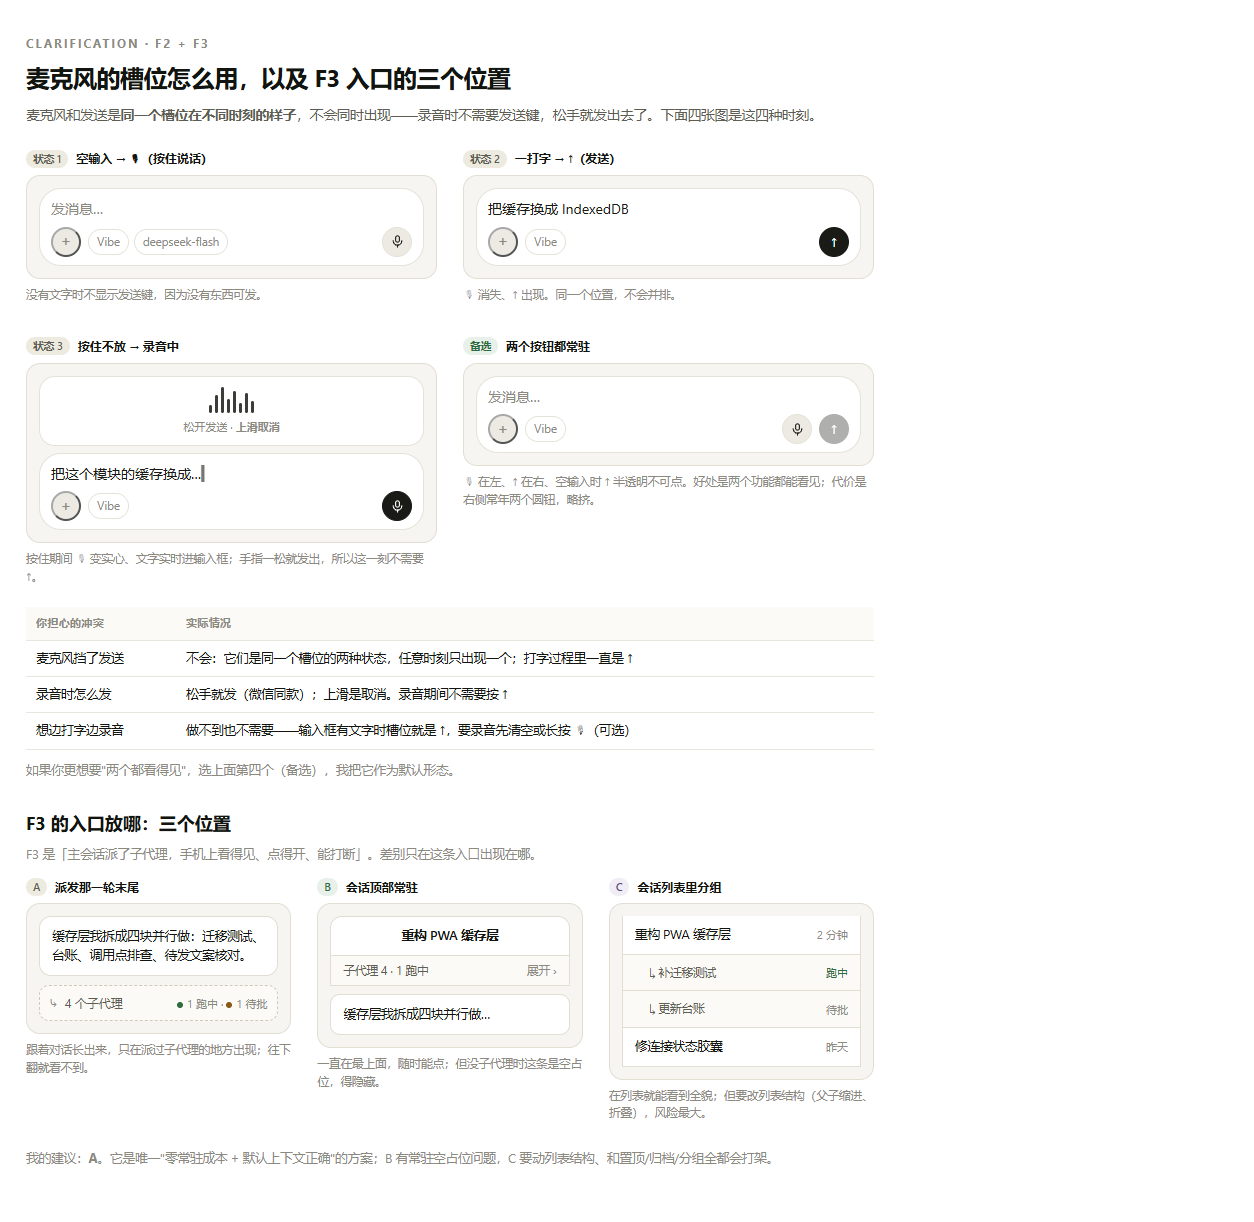 CLARIFICATION · F2 + F3
麦克风的槽位怎么用，以及 F3 入口的三个位置
麦克风和发送是同一个槽位在不同时刻的样子，不会同时出现——录音时不需要发送键，松手就发出去了。下面四张图是这四种时刻。
状态 1 空输入 → 🎙 （按住说话）
发消息…
+ Vibe deepseek-flash
没有文字时不显示发送键，因为没有东西可发。
状态 2 一打字 → ↑（发送）
把缓存换成 IndexedDB
+ Vibe ↑
🎙 消失、↑ 出现。同一个位置，不会并排。
状态 3 按住不放 → 录音中
松开发送 · 上滑取消
把这个模块的缓存换成…
+ Vibe
按住期间 🎙 变实心、文字实时进输入框；手指一松就发出，所以这一刻不需要
↑。
备选 两个按钮都常驻
发消息…
+ Vibe ↑
🎙 在左、↑ 在右、空输入时 ↑ 半透明不可点。好处是两个功能都能看见；代价是
右侧常年两个圆钮，略挤。
你担心的冲突 实际情况
麦克风挡了发送 不会：它们是同一个槽位的两种状态，任意时刻只出现一个；打字过程里一直是 ↑
录音时怎么发 松手就发（微信同款）；上滑是取消。录音期间不需要按 ↑
想边打字边录音 做不到也不需要——输入框有文字时槽位就是 ↑，要录音先清空或长按 🎙 （可选）
如果你更想要"两个都看得见"，选上面第四个（备选），我把它作为默认形态。
F3 的入口放哪：三个位置
F3 是「主会话派了子代理，手机上看得见、点得开、能打断」。差别只在这条入口出现在哪。
A 派发那一轮末尾
缓存层我拆成四块并行做：迁移测试、
台账、调用点排查、待发文案核对。
↳ 4 个子代理 ● 1 跑中 · ● 1 待批
跟着对话长出来，只在派过子代理的地方出现；往下
翻就看不到。
B 会话顶部常驻
重构 PWA 缓存层
子代理 4 · 1 跑中 展开 ›
缓存层我拆成四块并行做…
一直在最上面，随时能点；但没子代理时这条是空占
位，得隐藏。
C 会话列表里分组
重构 PWA 缓存层 2 分钟
↳ 补迁移测试 跑中
↳ 更新台账 待批
修连接状态胶囊 昨天
在列表就能看到全貌；但要改列表结构（父子缩进、
折叠），风险最大。
我的建议：A。它是唯一"零常驻成本 + 默认上下文正确"的方案；B 有常驻空占位问题，C 要动列表结构、和置顶/归档/分组全都会打架。